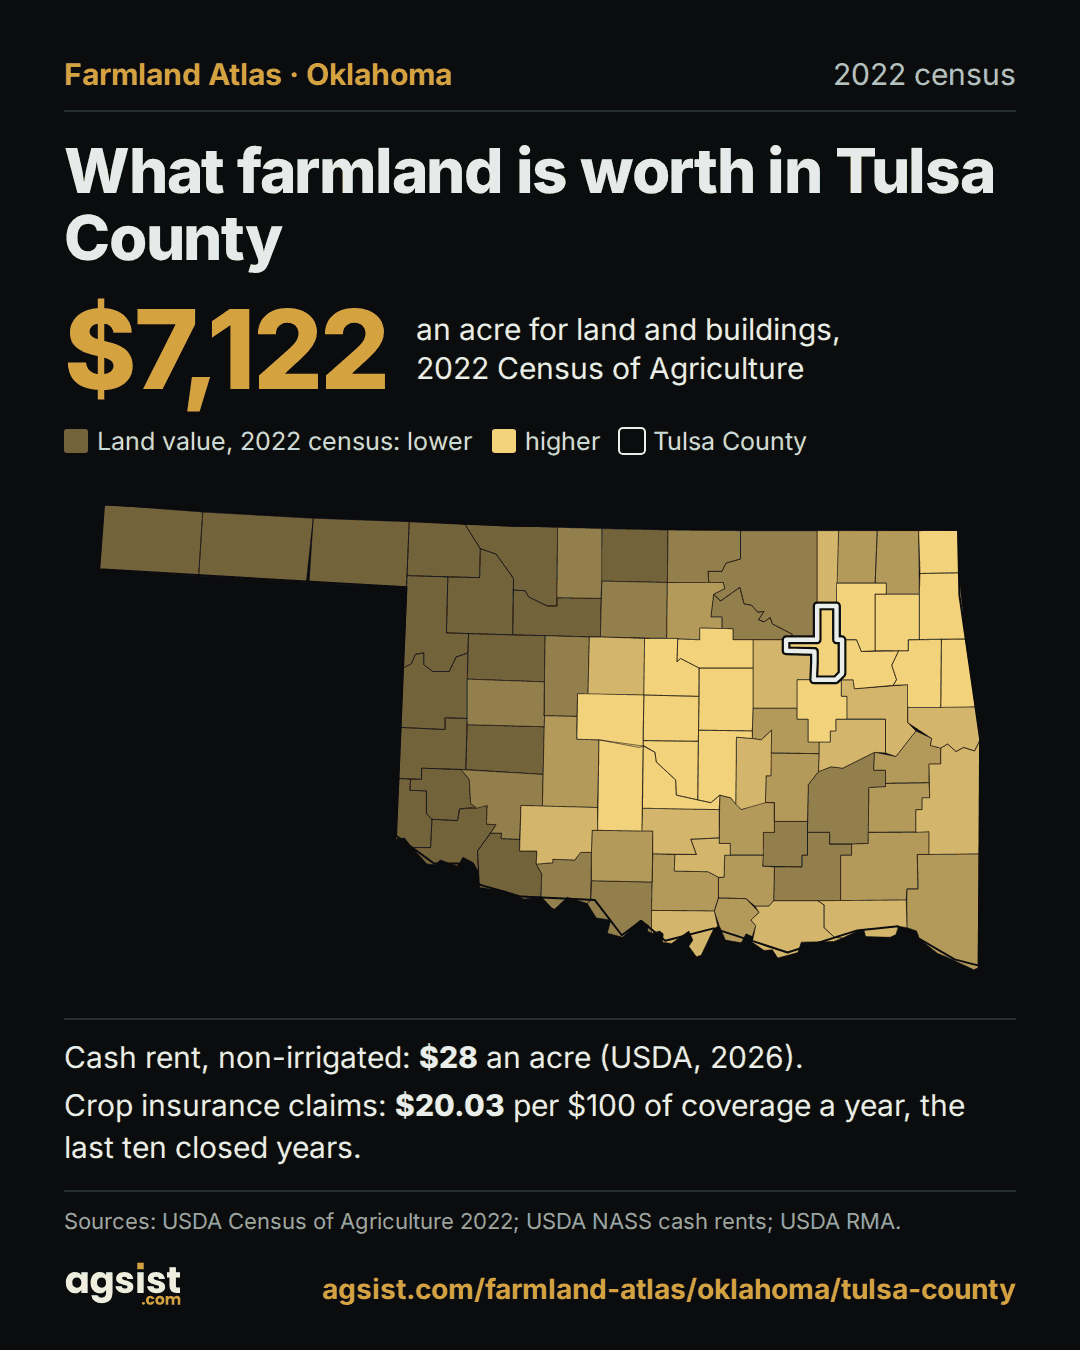 Farmland Atlas · Oklahoma
2022 census
What farmland is worth in Tulsa
County
$7,122
an acre for land and buildings,
2022 Census of Agriculture
Land value, 2022 census: lower
higher
Tulsa County
Cash rent, non-irrigated: $28 an acre (USDA, 2026).
Crop insurance claims: $20.03 per $100 of coverage a year, the
last ten closed years.
Sources: USDA Census of Agriculture 2022; USDA NASS cash rents; USDA RMA.
agsist
.com
agsist.com/farmland-atlas/oklahoma/tulsa-county